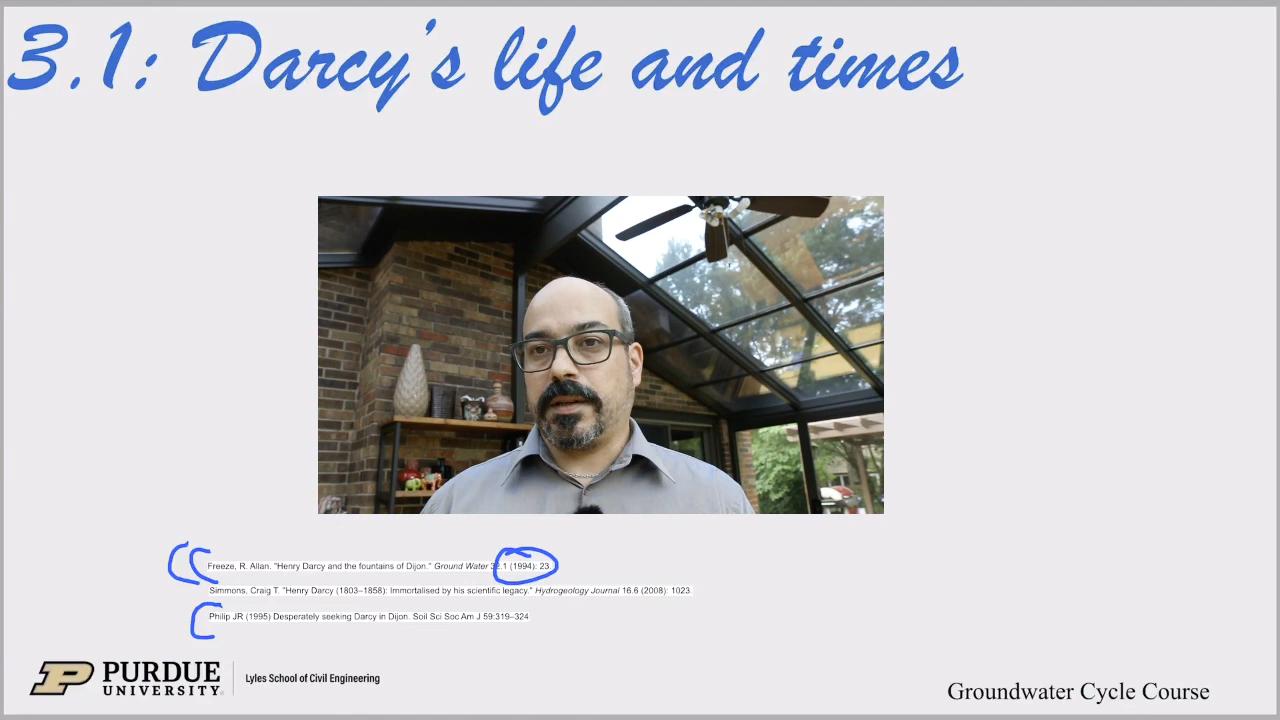 3.1: Darcy's life and times
Freeze, R. Allan. "Henry Darcy and the fountains of Dijon." Ground Water 32.1 (1994): 23.
Simmons, Craig T. "Henry Darcy (1803–1858): Immortalised by his scientific legacy." Hydrogeology Journal 16.6 (2008): 1023.
Philip JR (1995) Desperately seeking Darcy in Dijon. Soil Sci Soc Am J 59:319–324
PURDUE
UNIVERSITY
Lyles School of Civil Engineering
Groundwater Cycle Course